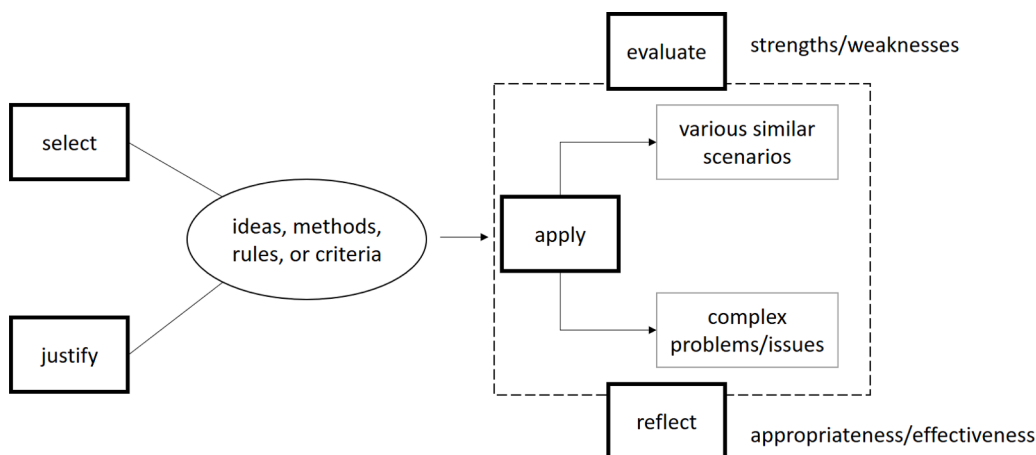 evaluate
strengths/weaknesses
select
various similar
scenarios
ideas, methods,
rules, or criteria
apply
justify
complex
problems/issues
reflect
appropriateness/effectiveness